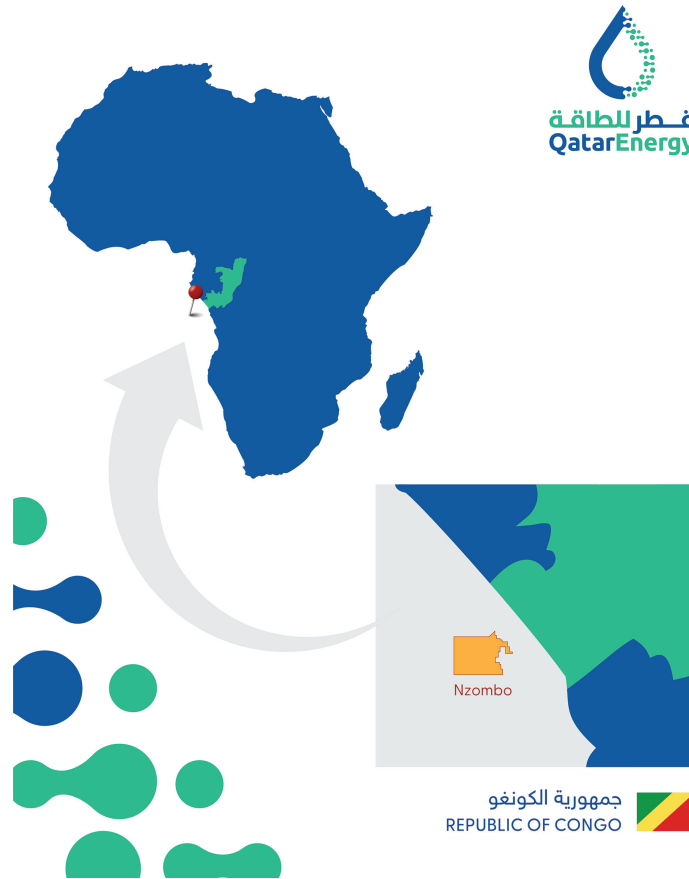 قطر للطاقة
QatarEnergy
Nzombo
جمهورية الكونغو
REPUBLIC OF CONGO